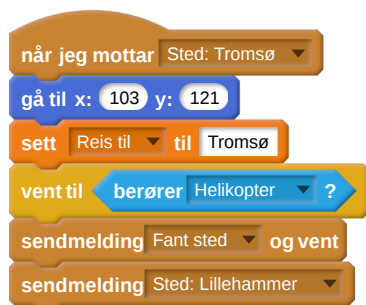 når jeg mottar Sted: Tromsø
gå til x: 103 y: 121
sett Reis til til Tromsø
vent til berører Helikopter ?
sendmelding Fant sted og vent
sendmelding Sted: Lillehammer